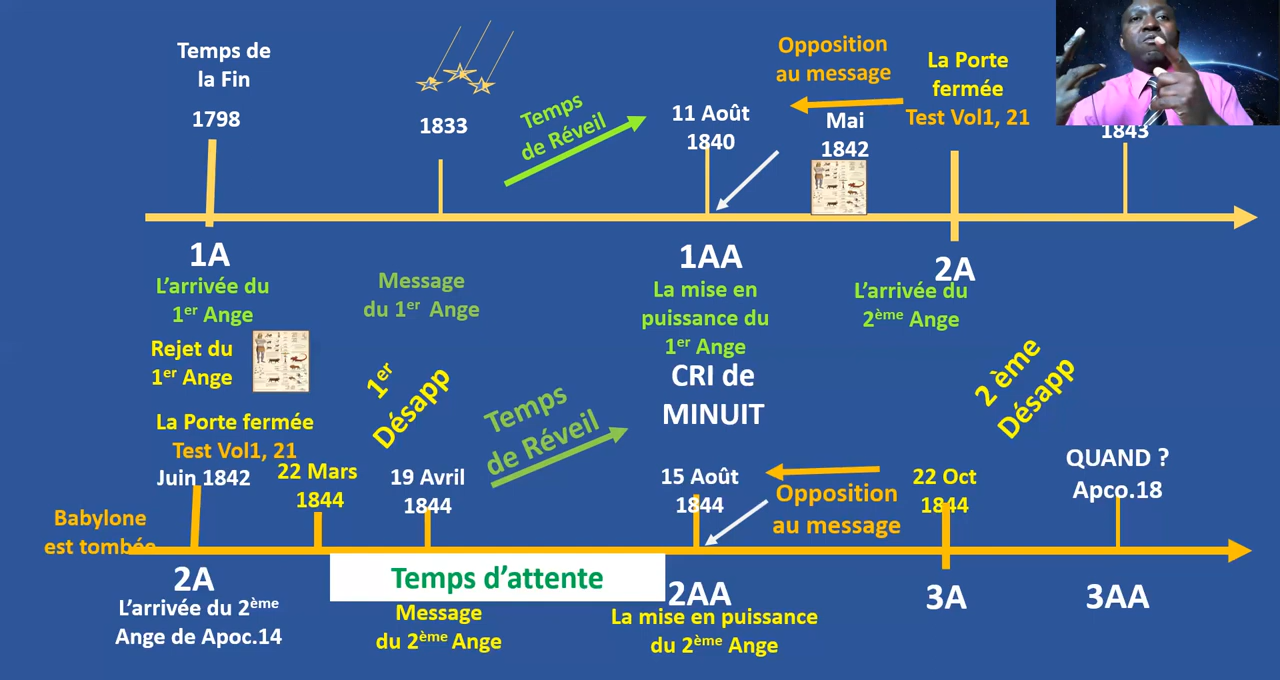 Temps de
la Fin
1798
1833
Temps
de Réveil
11 Août
1840
Opposition
au message
Mai
1842
La Porte
fermée
Test Vol1, 21
1843
1A
L'arrivée du
1er Ange
Message
du 1er Ange
1AA
La mise en
puissance du
1er Ange
2A
L'arrivée du
2ème Ange
Rejet du
1er Ange
1er
Désapp
CRI de
MINUIT
2 ème
Désapp
La Porte fermée
Test Vol1, 21
Juin 1842
22 Mars
1844
19 Avril
1844
Temps
de Réveil
15 Août
1844
Opposition
au message
22 Oct
1844
QUAND ?
Apco.18
Babylone
est tombée
2A
L'arrivée du 2ème
Ange de Apoc.14
Temps d'attente
Message
du 2ème Ange
2AA
La mise en puissance
du 2ème Ange
3A
3AA